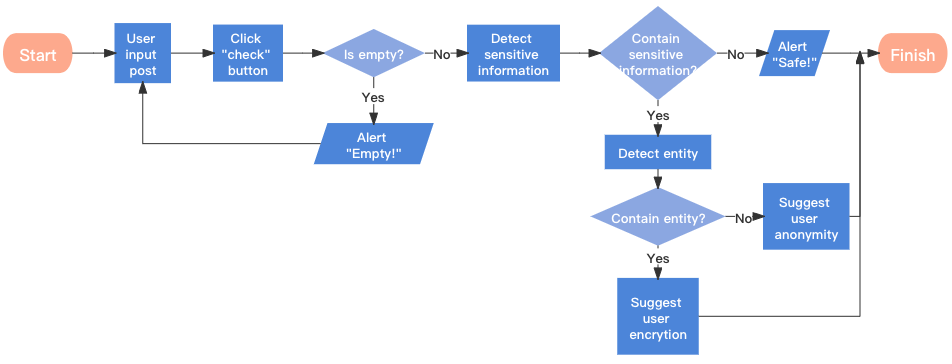 Start
User
input
post
Click
"check"
button
Is empty?
No
Detect
sensitive
information
Contain
sensitive
information?
No
Alert
"Safe!"
Finish
Yes
Alert
"Empty!"
Yes
Detect entity
Contain entity?
No
Suggest
user
anonymity
Yes
Suggest
user
encrytion